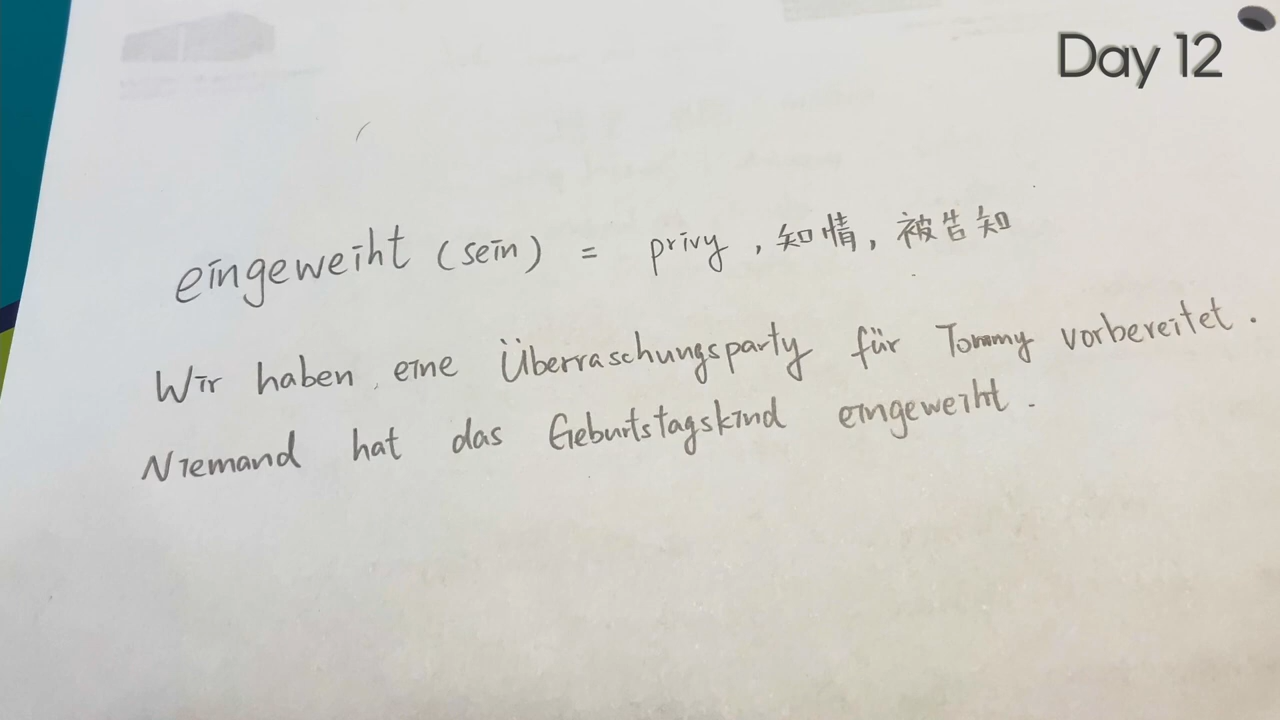 Day 12
eingeweiht (sein) = privy , 知情, 被告知
Wir haben eine Überraschungsparty für Tommy vorbereitet.
Niemand hat das Geburtstagskind eingeweiht.